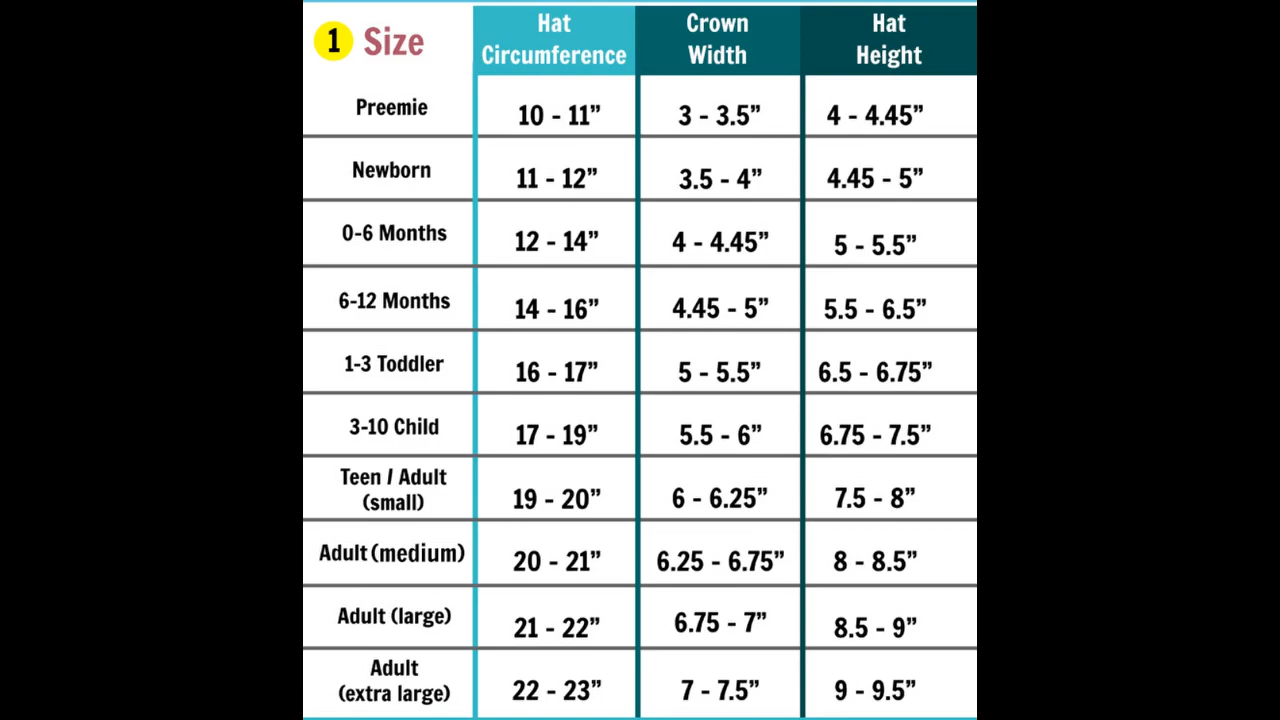 1 Size
Hat
Circumference
Crown
Width
Hat
Height
Preemie 10 - 11” 3 - 3.5” 4 - 4.45”
Newborn 11 - 12” 3.5 - 4” 4.45 - 5”
0-6 Months 12 - 14” 4 - 4.45” 5 - 5.5”
6-12 Months 14 - 16” 4.45 - 5” 5.5 - 6.5”
1-3 Toddler 16 - 17” 5 - 5.5” 6.5 - 6.75”
3-10 Child 17 - 19” 5.5 - 6” 6.75 - 7.5”
Teen / Adult
(small) 19 - 20” 6 - 6.25” 7.5 - 8”
Adult (medium) 20 - 21” 6.25 - 6.75” 8 - 8.5”
Adult (large) 21 - 22” 6.75 - 7” 8.5 - 9”
Adult
(extra large) 22 - 23” 7 - 7.5” 9 - 9.5”